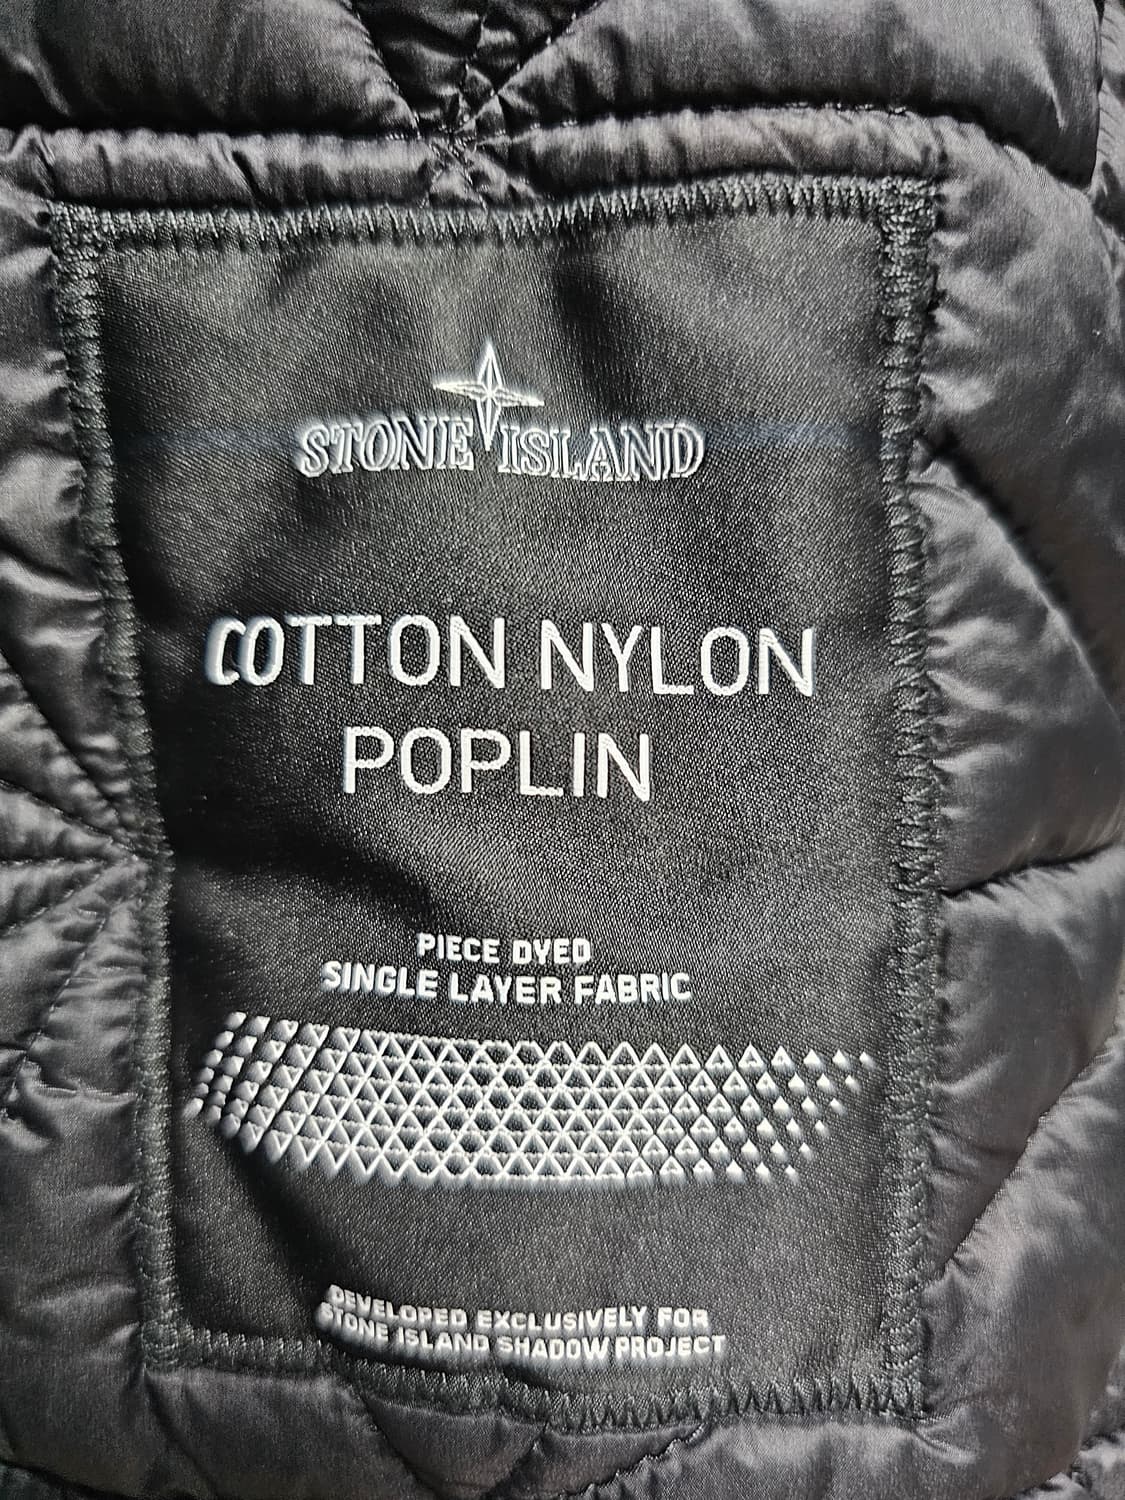 STONE ISLAND
COTTON NYLON
POPLIN
PIECE DYED
SINGLE LAYER FABRIC
DEVELOPED EXCLUSIVELY FOR
STONE ISLAND SHADOW PROJECT